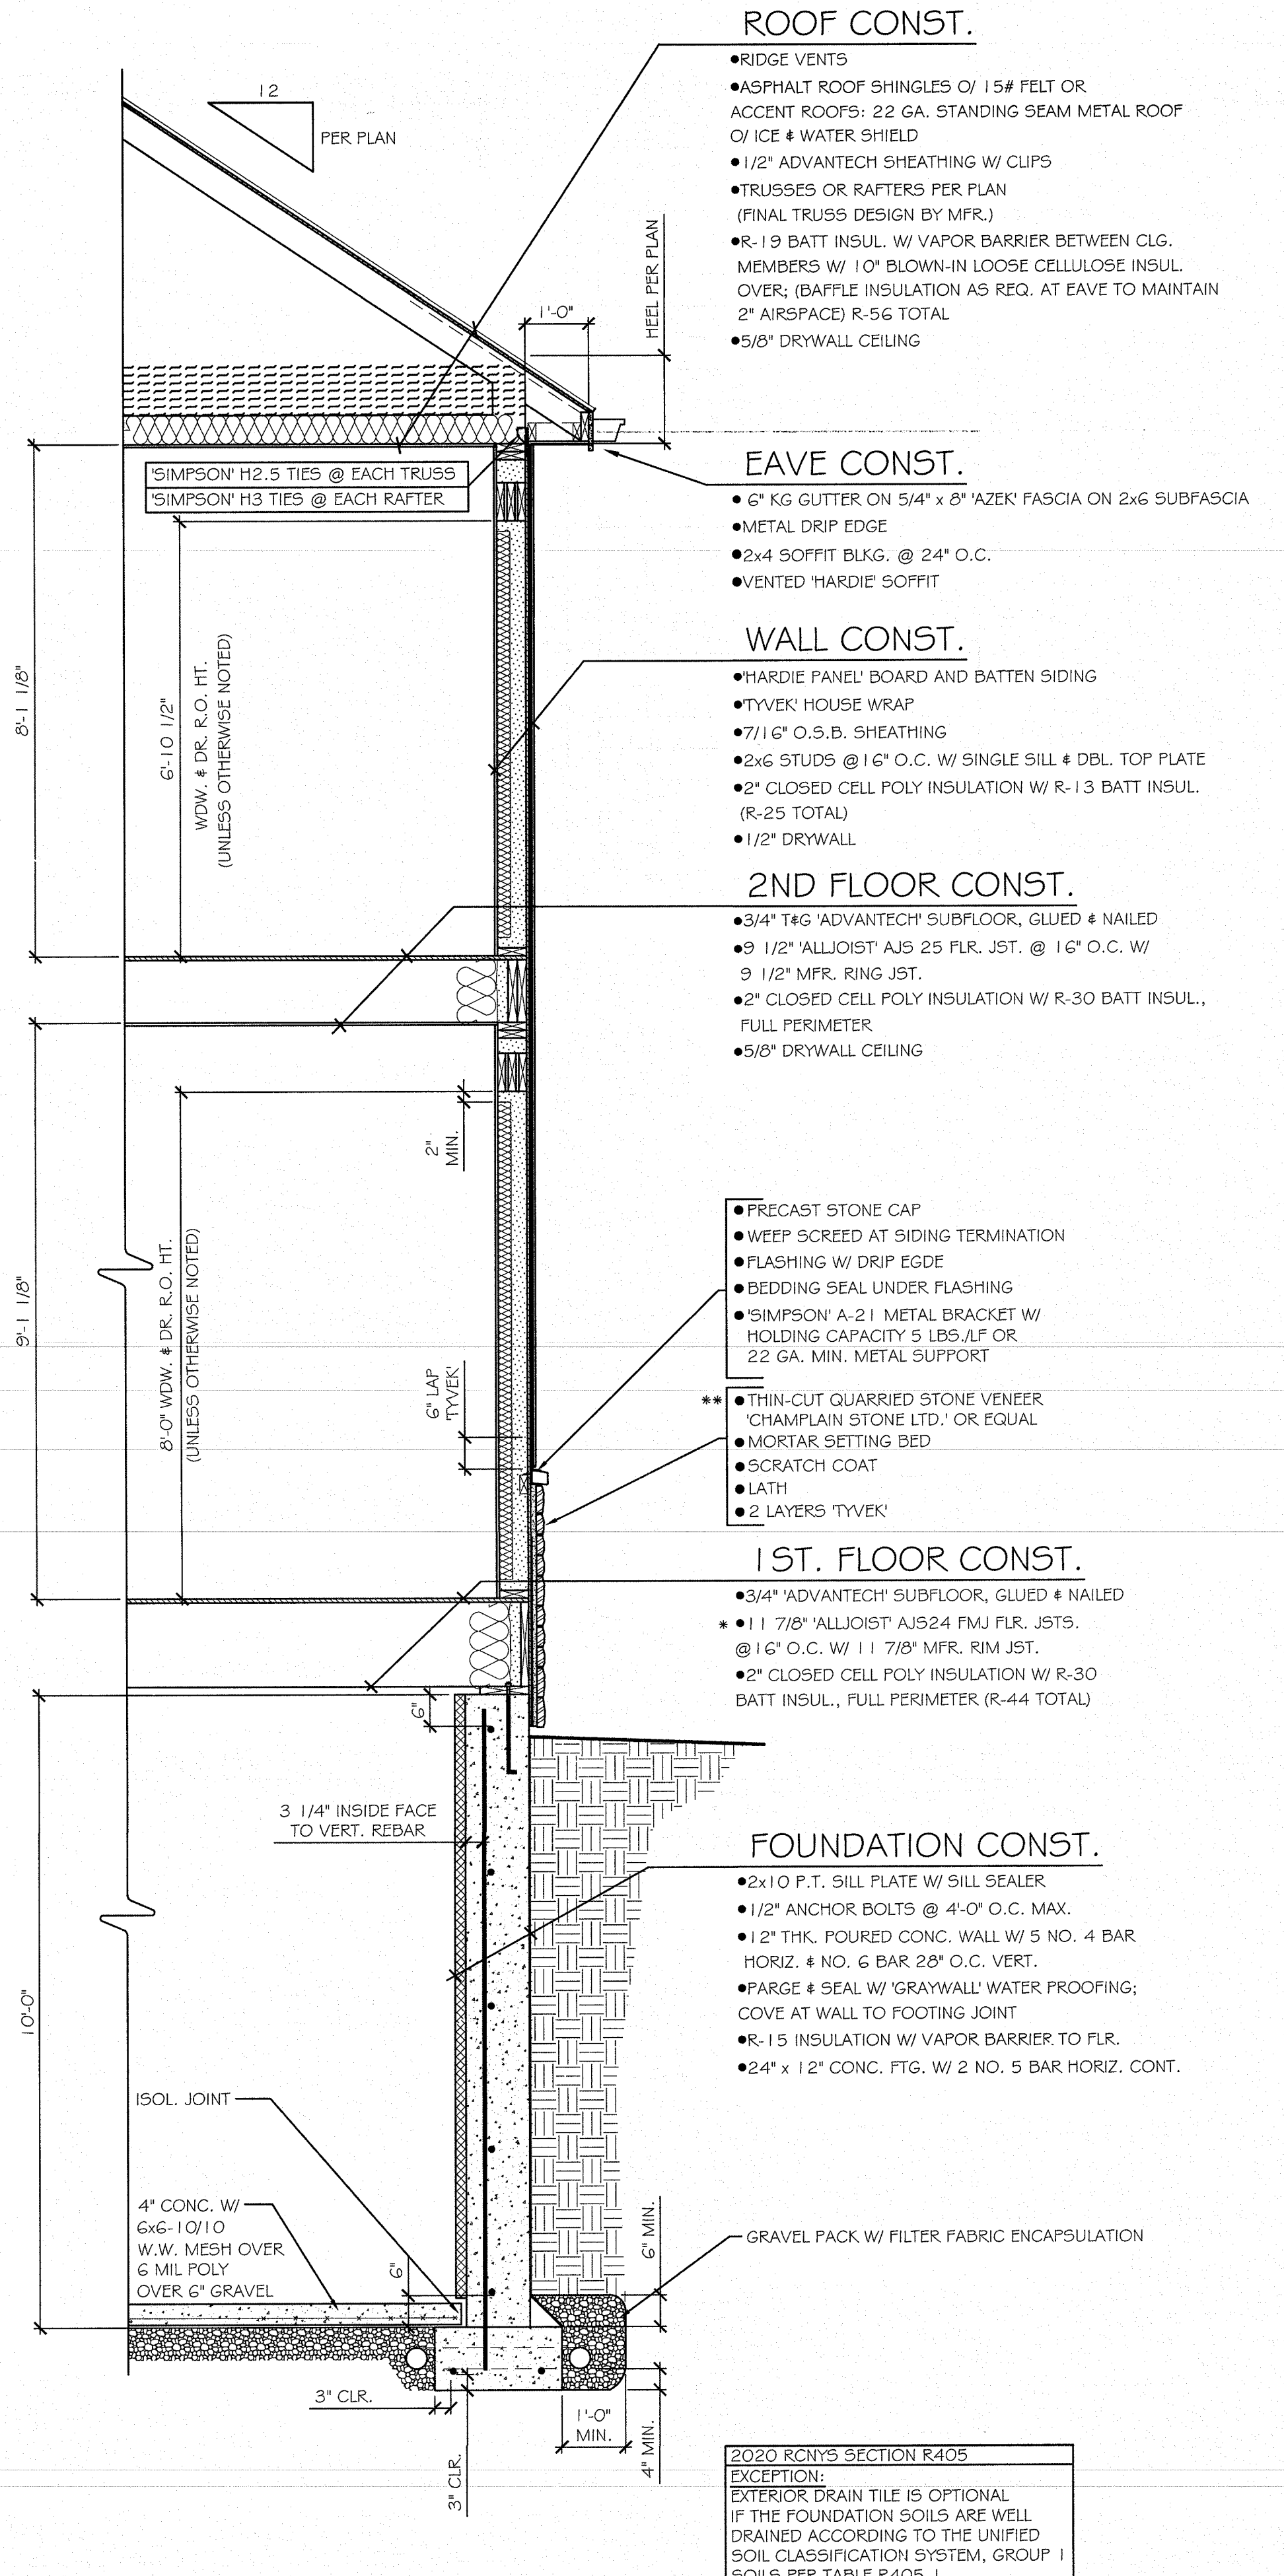 ROOF CONST.
●RIDGE VENTS
●ASPHALT ROOF SHINGLES O/ 15# FELT OR
ACCENT ROOFS: 22 GA. STANDING SEAM METAL ROOF
O/ ICE & WATER SHIELD
●1/2" ADVANTECH SHEATHING W/ CLIPS
●TRUSSES OR RAFTERS PER PLAN
(FINAL TRUSS DESIGN BY MFR.)
●R-19 BATT INSUL. W/ VAPOR BARRIER BETWEEN CLG.
MEMBERS W/ 10" BLOWN-IN LOOSE CELLULOSE INSUL.
OVER; (BAFFLE INSULATION AS REQ. AT EAVE TO MAINTAIN
2" AIRSPACE) R-56 TOTAL
●5/8" DRYWALL CEILING
12
PER PLAN
HEEL PER PLAN
1'-0"
'SIMPSON' H2.5 TIES @ EACH TRUSS
'SIMPSON' H3 TIES @ EACH RAFTER
EAVE CONST.
● 6" KG GUTTER ON 5/4" x 8" 'AZEK' FASCIA ON 2x6 SUBFASCIA
●METAL DRIP EDGE
●2x4 SOFFIT BLKG. @ 24" O.C.
●VENTED 'HARDIE' SOFFIT
8'-1 1/8"
6'-10 1/2"
WDW. & DR. R.O. HT.
(UNLESS OTHERWISE NOTED)
WALL CONST.
●'HARDIE PANEL' BOARD AND BATTEN SIDING
●'TYVEK' HOUSE WRAP
●7/16" O.S.B. SHEATHING
●2x6 STUDS @16" O.C. W/ SINGLE SILL & DBL. TOP PLATE
●2" CLOSED CELL POLY INSULATION W/ R-13 BATT INSUL.
(R-25 TOTAL)
●1/2" DRYWALL
2ND FLOOR CONST.
●3/4" T&G 'ADVANTECH' SUBFLOOR, GLUED & NAILED
●9 1/2" 'ALLJOIST' AJS 25 FLR. JST. @ 16" O.C. W/
9 1/2" MFR. RING JST.
●2" CLOSED CELL POLY INSULATION W/ R-30 BATT INSUL.,
FULL PERIMETER
●5/8" DRYWALL CEILING
2"
MIN.
9'-1 1/8"
8'-0" WDW. & DR. R.O. HT.
(UNLESS OTHERWISE NOTED)
6" LAP
'TYVEK'
●PRECAST STONE CAP
●WEEP SCREED AT SIDING TERMINATION
●FLASHING W/ DRIP EGDE
●BEDDING SEAL UNDER FLASHING
●'SIMPSON' A-21 METAL BRACKET W/
HOLDING CAPACITY 5 LBS./LF OR
22 GA. MIN. METAL SUPPORT
** ●THIN-CUT QUARRIED STONE VENEER
'CHAMPLAIN STONE LTD.' OR EQUAL
●MORTAR SETTING BED
●SCRATCH COAT
●LATH
●2 LAYERS 'TYVEK'
1ST. FLOOR CONST.
●3/4" 'ADVANTECH' SUBFLOOR, GLUED & NAILED
* ●11 7/8" 'ALLJOIST' AJS24 FMJ FLR. JSTS.
@16" O.C. W/ 11 7/8" MFR. RIM JST.
●2" CLOSED CELL POLY INSULATION W/ R-30
BATT INSUL., FULL PERIMETER (R-44 TOTAL)
6"
3 1/4" INSIDE FACE
TO VERT. REBAR
FOUNDATION CONST.
●2x10 P.T. SILL PLATE W/ SILL SEALER
●1/2" ANCHOR BOLTS @ 4'-0" O.C. MAX.
●12" THK. POURED CONC. WALL W/ 5 NO. 4 BAR
HORIZ. & NO. 6 BAR 28" O.C. VERT.
●PARGE & SEAL W/ 'GRAYWALL' WATER PROOFING;
COVE AT WALL TO FOOTING JOINT
●R-15 INSULATION W/ VAPOR BARRIER TO FLR.
●24" x 12" CONC. FTG. W/ 2 NO. 5 BAR HORIZ. CONT.
10'-0"
ISOL. JOINT
4" CONC. W/
6x6-10/10
W.W. MESH OVER
6 MIL POLY
OVER 6" GRAVEL
6"
6" MIN.
GRAVEL PACK W/ FILTER FABRIC ENCAPSULATION
3" CLR.
3" CLR.
1'-0"
MIN.
4" MIN.
2020 RCNYS SECTION R405
EXCEPTION:
EXTERIOR DRAIN TILE IS OPTIONAL
IF THE FOUNDATION SOILS ARE WELL
DRAINED ACCORDING TO THE UNIFIED
SOIL CLASSIFICATION SYSTEM, GROUP 1
SOILS PER TABLE R405.1